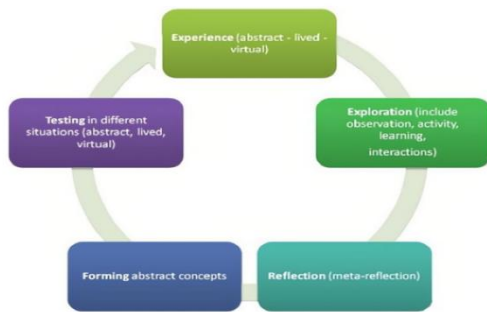 Experience (abstract - lived -
virtual)
Exploration (include
observation, activity,
learning,
interactions)
Reflection (meta-reflection)
Forming abstract concepts
Testing in different
situations (abstract, lived,
virtual)